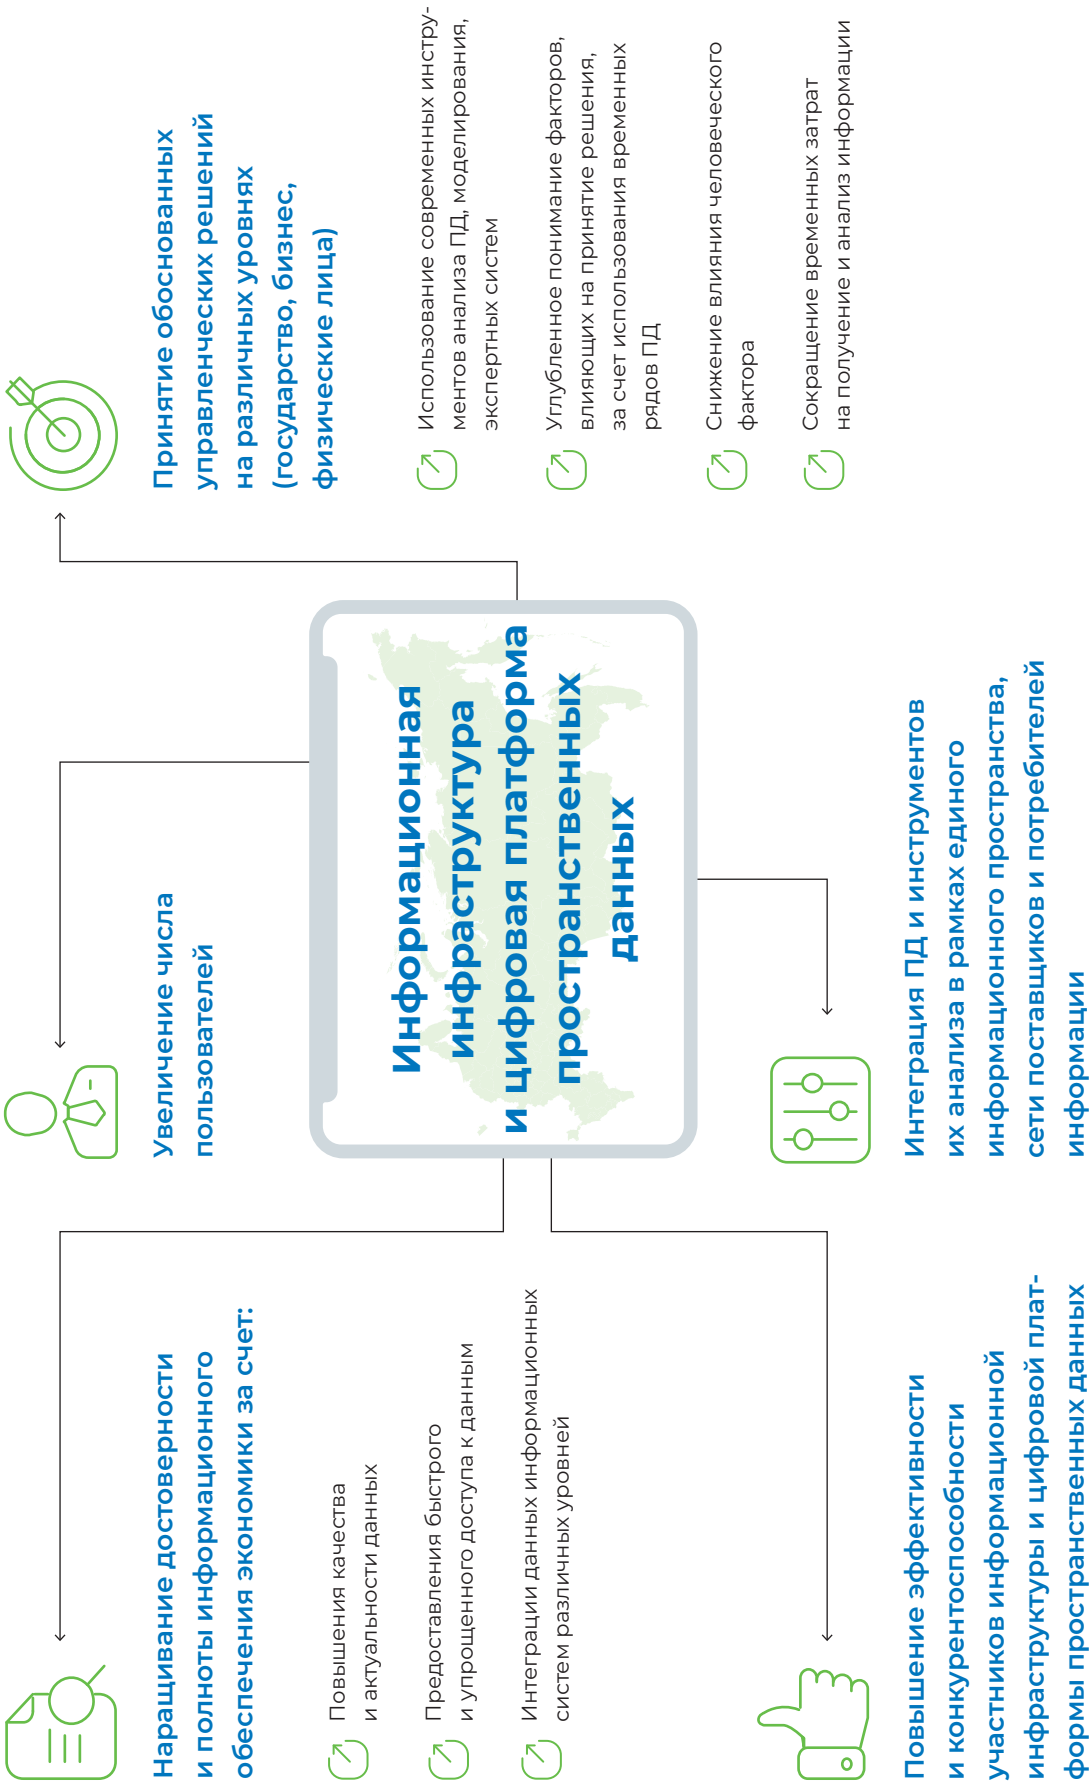 Наращивание достоверности
и полноты информационного
обеспечения экономики за счет:
Повышения качества
и актуальности данных
Предоставления быстрого
и упрощенного доступа к данным
Интеграции данных информационных
систем различных уровней
Увеличение числа
пользователей
Принятие обоснованных
управленческих решений
на различных уровнях
(государство, бизнес,
физические лица)
Использование современных инстру-
ментов анализа ПД, моделирования,
экспертных систем
Углубленное понимание факторов,
влияющих на принятие решения,
за счет использования временных
рядов ПД
Снижение влияния человеческого
фактора
Сокращение временных затрат
на получение и анализ информации
Информационная
инфраструктура
и цифровая платформа
пространственных
данных
Повышение эффективности
и конкурентоспособности
участников информационной
инфраструктуры и цифровой плат-
формы пространственных данных
Интеграция ПД и инструментов
их анализа в рамках единого
информационного пространства,
сети поставщиков и потребителей
информации